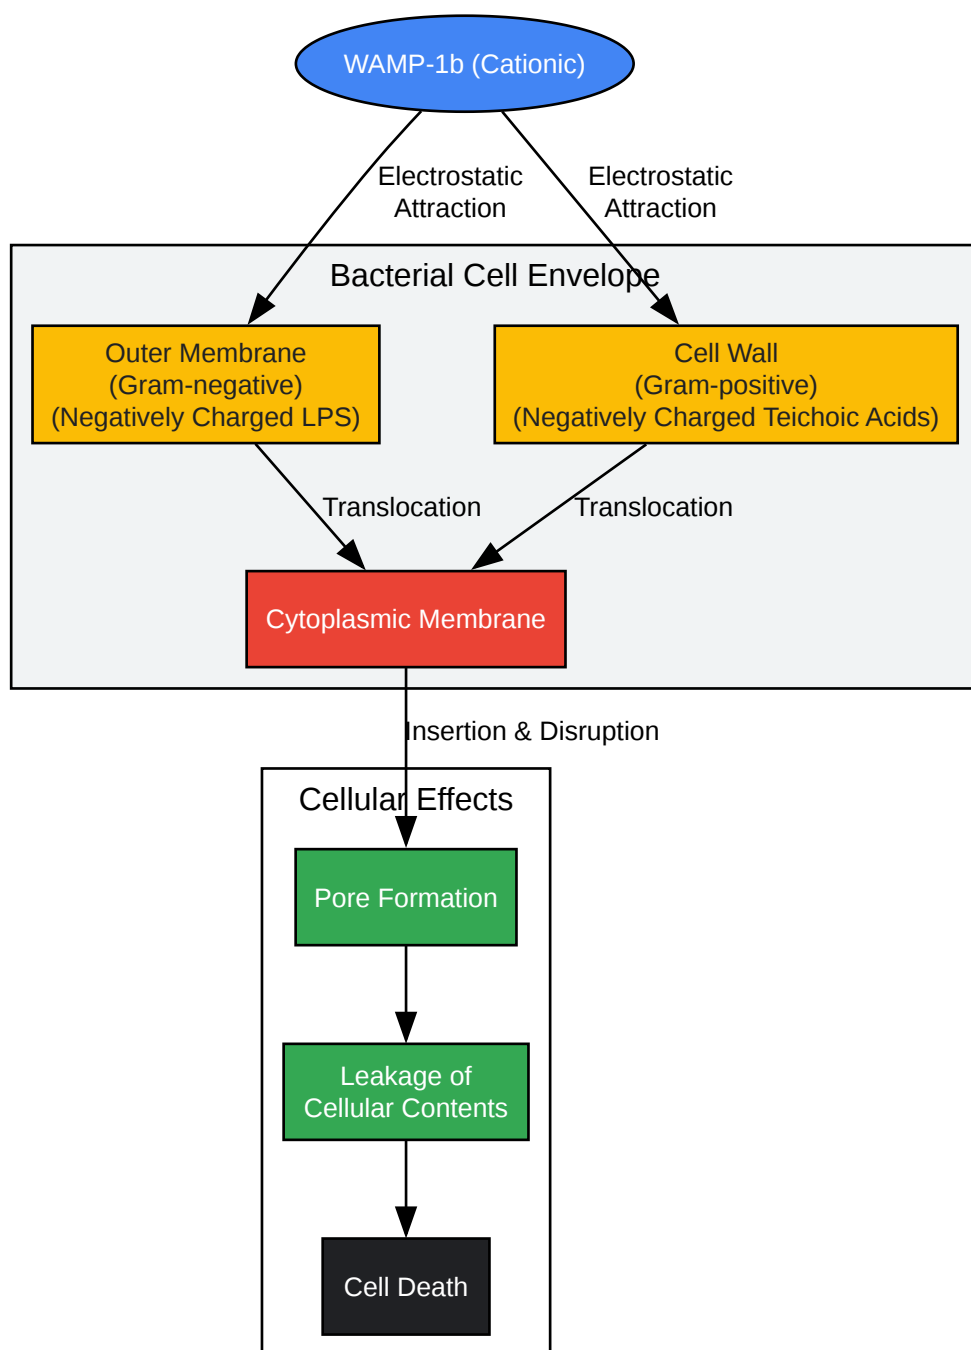 WAMP-1b (Cationic)
Electrostatic
Attraction
Electrostatic
Attraction
Bacterial Cell Envelope
Outer Membrane
(Gram-negative)
(Negatively Charged LPS)
Cell Wall
(Gram-positive)
(Negatively Charged Teichoic Acids)
Translocation
Translocation
Cytoplasmic Membrane
Insertion & Disruption
Cellular Effects
Pore Formation
Leakage of
Cellular Contents
Cell Death